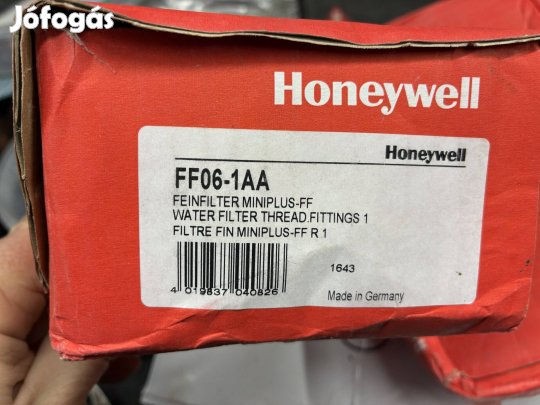 Jófogás
Honeywell
Honeywell
FF06-1AA
FEINFILTER MINIPLUS-FF
WATER FILTER THREAD.FITTINGS 1
FILTRE FIN MINIPLUS-FF R 1
4 019837 040826
1643
Made in Germany